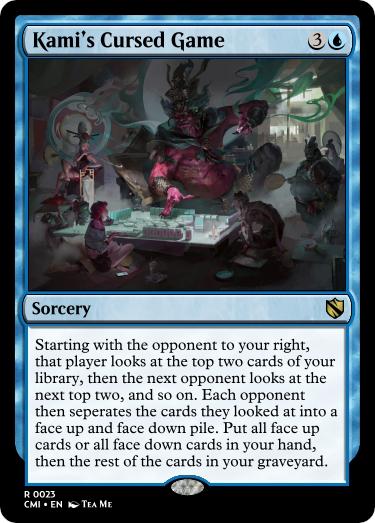 Kami's Cursed Game 3
Sorcery
Starting with the opponent to your right,
that player looks at the top two cards of your
library, then the next opponent looks at the
next top two, and so on. Each opponent
then seperates the cards they looked at into a
face up and face down pile. Put all face up
cards or all face down cards in your hand,
then the rest of the cards in your graveyard.
R 0023
CMI • EN Tea Me